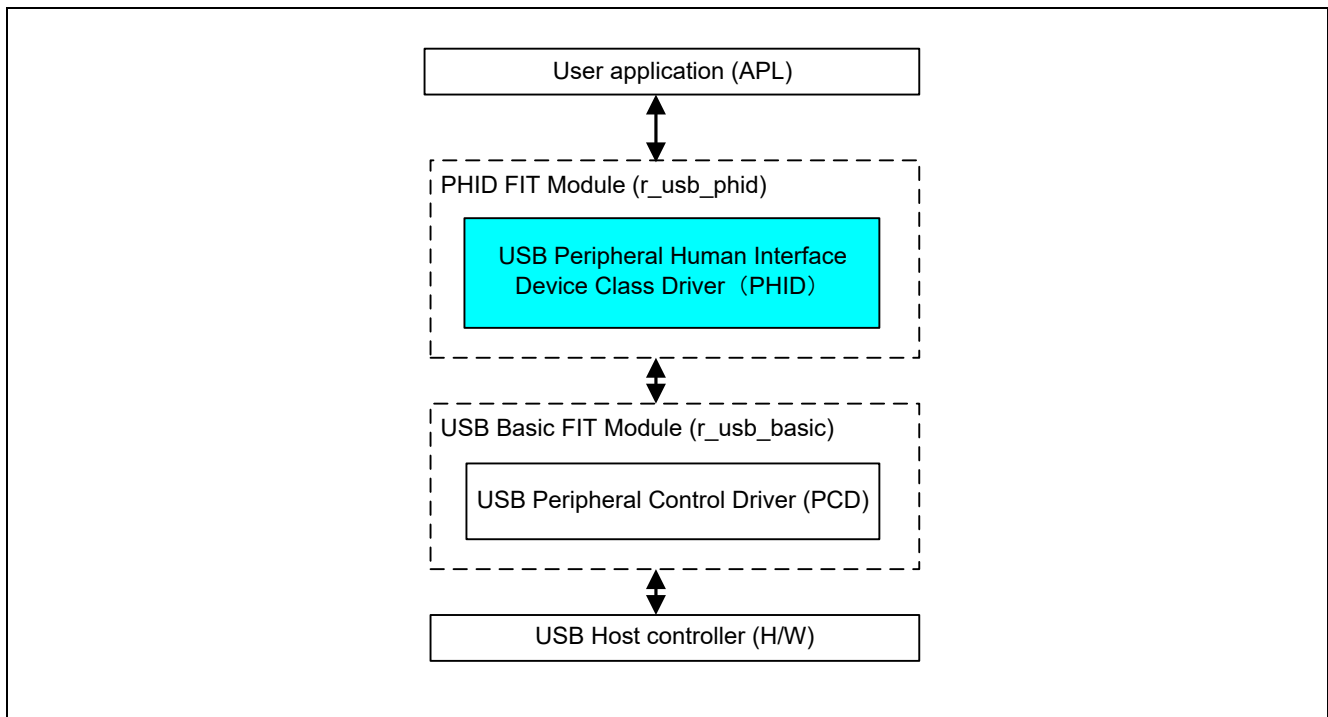 User application (APL)
PHID FIT Module (r_usb_phid)
USB Peripheral Human Interface
Device Class Driver（PHID）
USB Basic FIT Module (r_usb_basic)
USB Peripheral Control Driver (PCD)
USB Host controller (H/W)